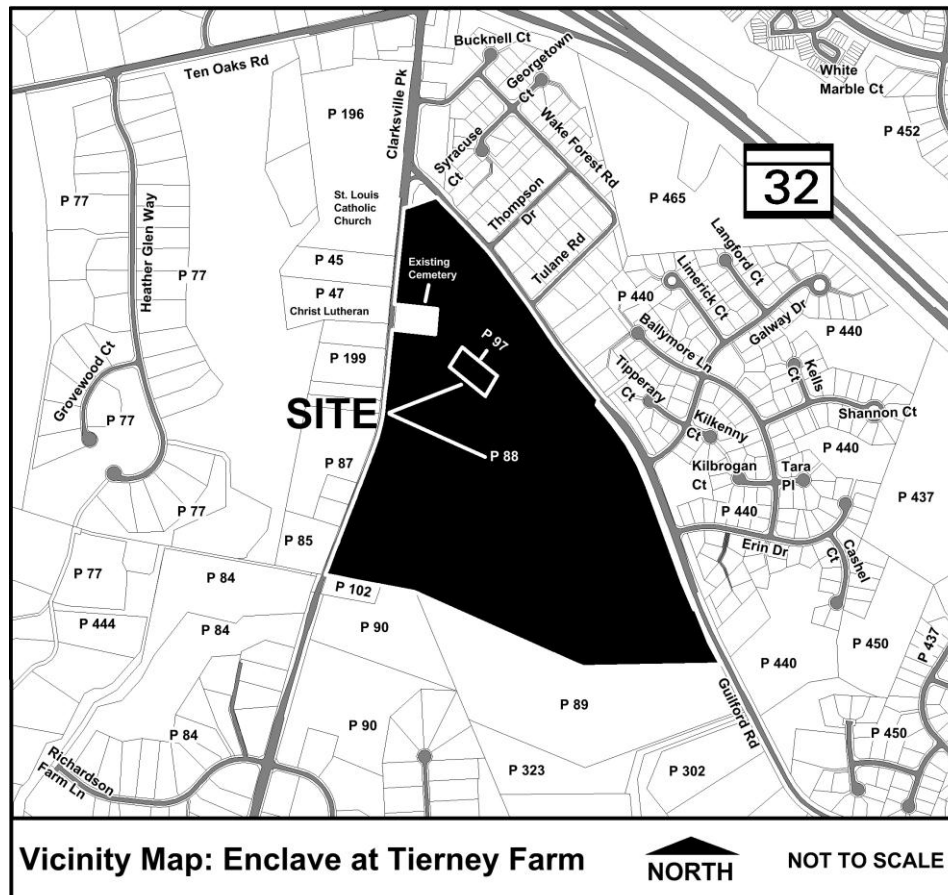 Bucknell Ct
Georgetown
Ct
White
Marble Ct
Ten Oaks Rd
Clarksville Pk
P 196
P 452
Wake Forest Rd
Syracuse
Ct
P 465
32
P 77
St. Louis
Catholic
Church
Thompson
Dr
Heather Glen Way
Langford Ct
P 45
Existing
Cemetery
Tulane Rd
Limerick Ct
P 77
P 47
P 440
Galway Dr
Christ Lutheran
P 440
Ballymore Ln
P 97
P 199
Grovewood Ct
Tipperary
Ct
Kells
Ct
SITE
Shannon Ct
P 77
Kilkenny
Ct
P 88
P 440
P 87
Kilbrogan
Ct
Tara
Pl
P 437
P 77
P 440
P 85
Erin Dr
Cashel
Ct
P 77
P 84
P 102
P 444
P 84
P 90
P 450
P 437
P 440
P 89
Guilford Rd
P 90
P 84
P 450
Richardson
Farm Ln
P 323
P 302
Vicinity Map: Enclave at Tierney Farm
NORTH
NOT TO SCALE